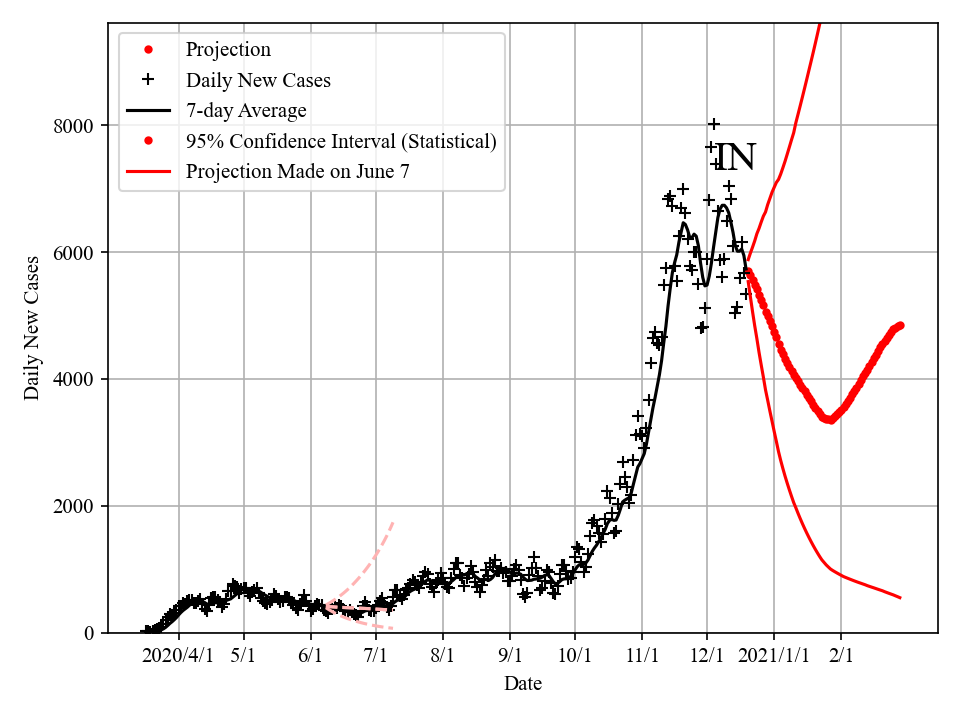 Projection
Daily New Cases
7-day Average
95% Confidence Interval (Statistical)
Projection Made on June 7
IN
8000
6000
4000
2000
0
Daily New Cases
2020/4/1 5/1 6/1 7/1 8/1 9/1 10/1 11/1 12/1 2021/1/1 2/1
Date